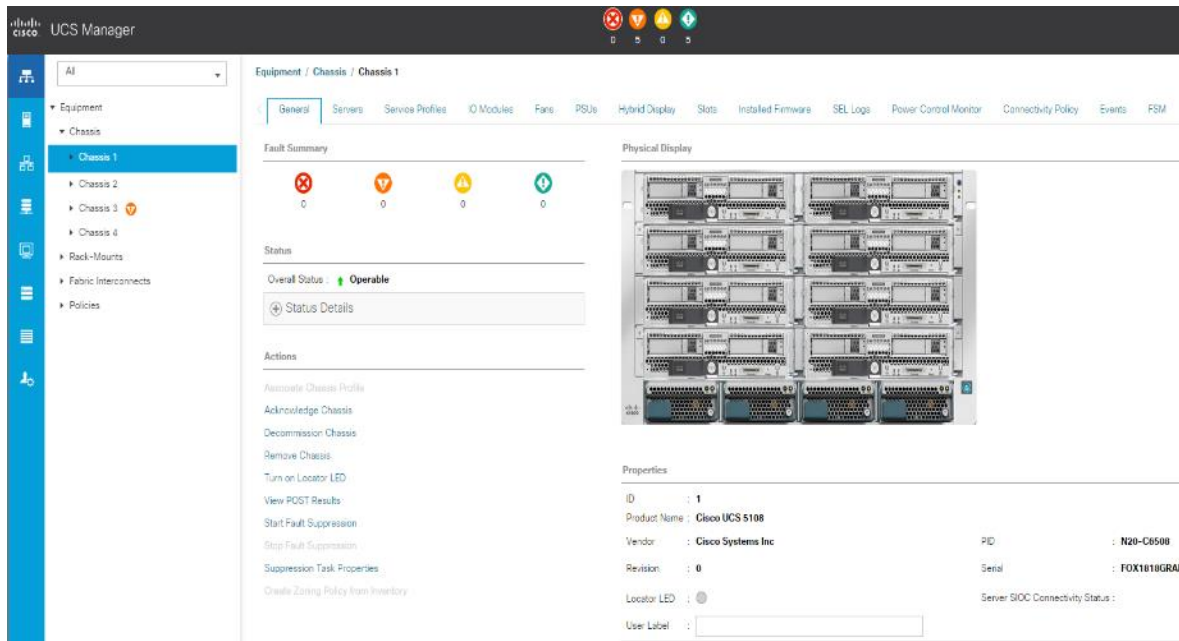 cisco UCS Manager
0 5 0 5
All
Equipment
Chassis
Chassis 1
Chassis 2
Chassis 3
Chassis 4
Rack-Mounts
Fabric Interconnects
Policies
Equipment / Chassis / Chassis 1
General Servers Service Profiles IO Modules Fans PSUs Hybrid Display Slots Installed Firmware SEL Logs Power Control Monitor Connectivity Policy Events FSM
Fault Summary
0 0 0 0
Status
Overall Status : Operable
Status Details
Actions
Associate Chassis Profile
Acknowledge Chassis
Decommission Chassis
Remove Chassis
Turn on Locator LED
View POST Results
Start Fault Suppression
Stop Fault Suppression
Suppression Task Properties
Create Zoning Policy from Inventory
Physical Display
Properties
ID : 1
Product Name : Cisco UCS 5108
Vendor : Cisco Systems Inc PID : N20-C6508
Revision : 0 Serial : FOX1818GRA
Locator LED : Server SIOC Connectivity Status :
User Label :